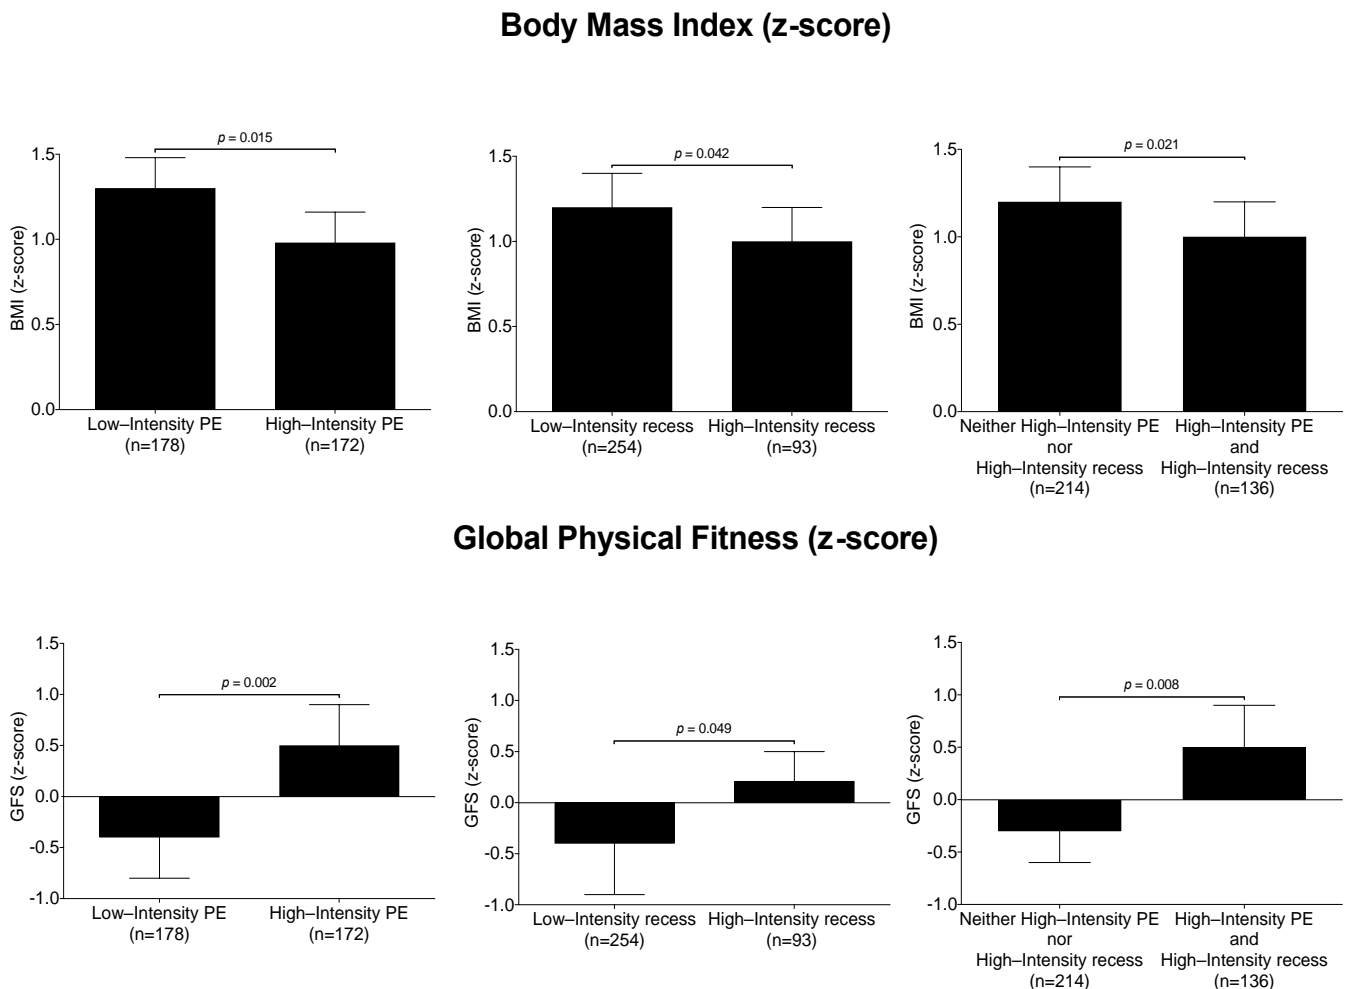 Body Mass Index (z-score)
p = 0.015
1.5
1.0
0.5
0.0
BMI (z-score)
Low–Intensity PE
(n=178)
High–Intensity PE
(n=172)
p = 0.042
1.5
1.0
0.5
0.0
BMI (z-score)
Low–Intensity recess
(n=254)
High–Intensity recess
(n=93)
p = 0.021
1.5
1.0
0.5
0.0
BMI (z-score)
Neither High–Intensity PE
nor
High–Intensity recess
(n=214)
High–Intensity PE
and
High–Intensity recess
(n=136)
Global Physical Fitness (z-score)
p = 0.002
1.5
1.0
0.5
0.0
-0.5
-1.0
GFS (z-score)
Low–Intensity PE
(n=178)
High–Intensity PE
(n=172)
p = 0.049
1.5
1.0
0.5
0.0
-0.5
-1.0
GFS (z-score)
Low–Intensity recess
(n=254)
High–Intensity recess
(n=93)
p = 0.008
1.5
1.0
0.5
0.0
-0.5
-1.0
GFS (z-score)
Neither High–Intensity PE
nor
High–Intensity recess
(n=214)
High–Intensity PE
and
High–Intensity recess
(n=136)